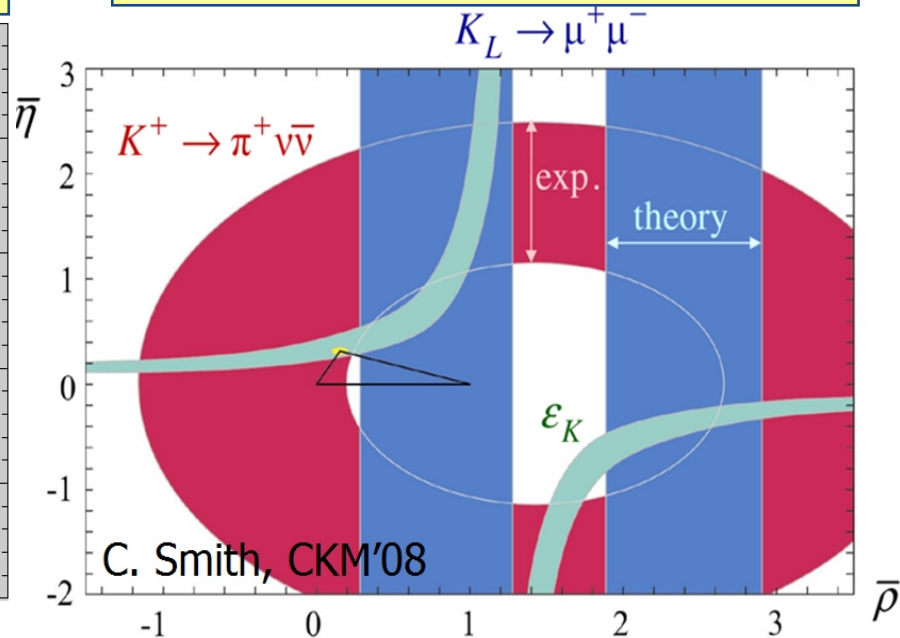 K_L → μ⁺μ⁻
η̄
K⁺ → π⁺νν̄
exp.
theory
ε_K
C. Smith, CKM'08
3
2
1
0
-1
-2
-1 0 1 2 3
ρ̄